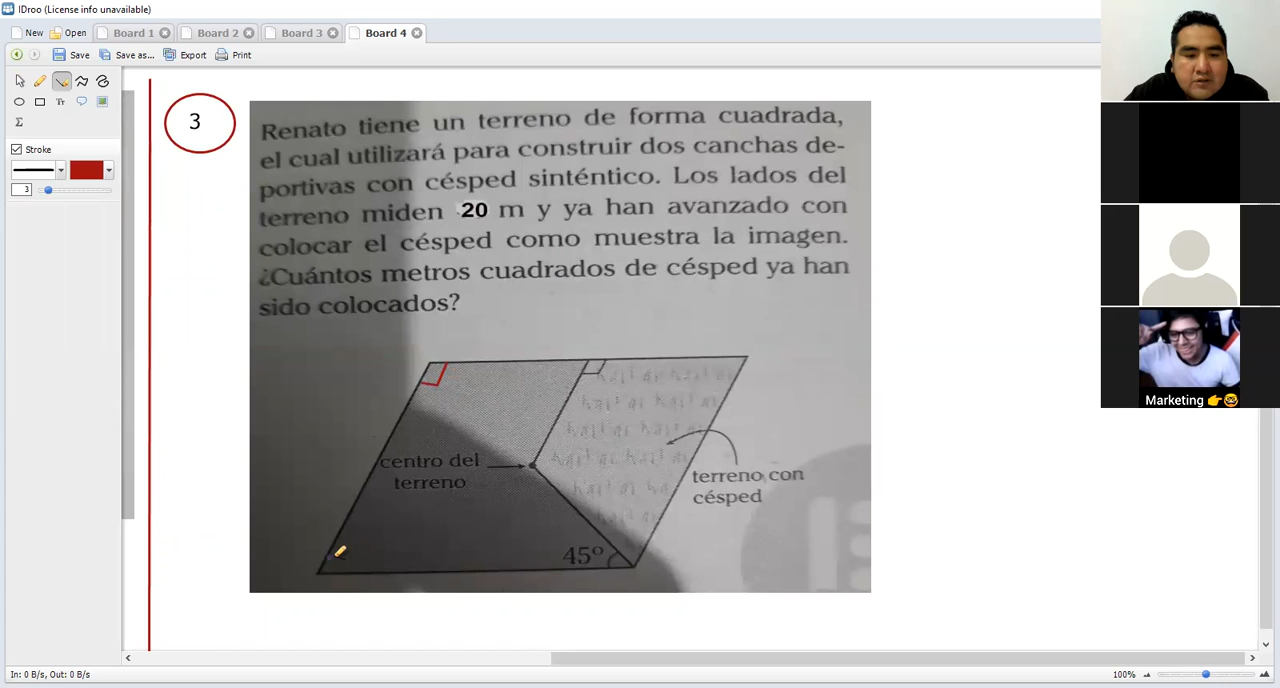 IDroo (License info unavailable)
New Open Board 1 Board 2 Board 3 Board 4
Save Save as... Export Print
Tr
Σ
Stroke
3
3
Renato tiene un terreno de forma cuadrada,
el cual utilizará para construir dos canchas de-
portivas con césped sinténtico. Los lados del
terreno miden 20 m y ya han avanzado con
colocar el césped como muestra la imagen.
¿Cuántos metros cuadrados de césped ya han
sido colocados?
centro del
terreno
terreno con
césped
45º
Marketing 👉🤓
In: 0 B/s, Out: 0 B/s
100%